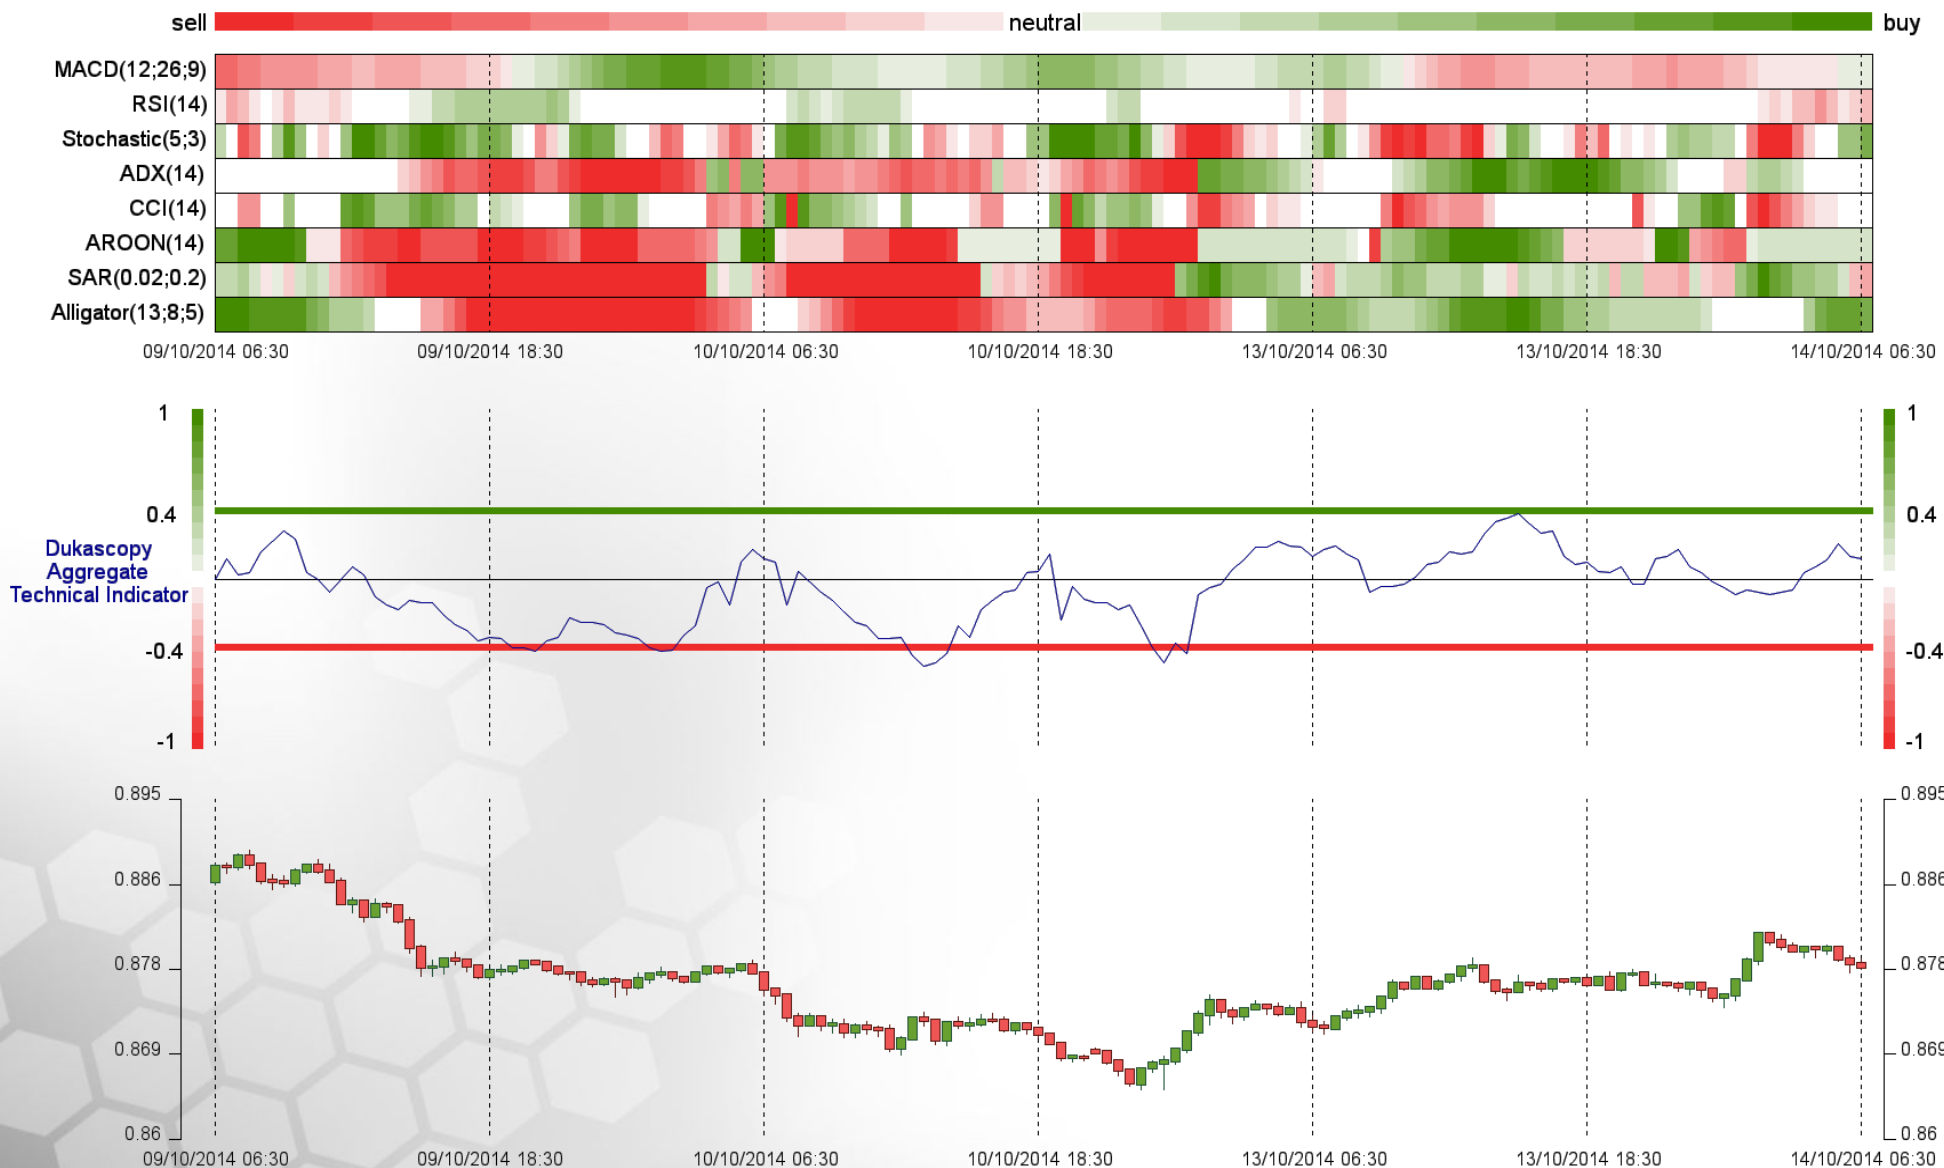 sell neutral buy
MACD(12;26;9)
RSI(14)
Stochastic(5;3)
ADX(14)
CCI(14)
AROON(14)
SAR(0.02;0.2)
Alligator(13;8;5)
09/10/2014 06:30 09/10/2014 18:30 10/10/2014 06:30 10/10/2014 18:30 13/10/2014 06:30 13/10/2014 18:30 14/10/2014 06:30
1 1
0.4 0.4
Dukascopy
Aggregate
Technical Indicator
-0.4 -0.4
-1 -1
0.895 0.895
0.886 0.886
0.878 0.878
0.869 0.869
0.86 0.86
09/10/2014 06:30 09/10/2014 18:30 10/10/2014 06:30 10/10/2014 18:30 13/10/2014 06:30 13/10/2014 18:30 14/10/2014 06:30